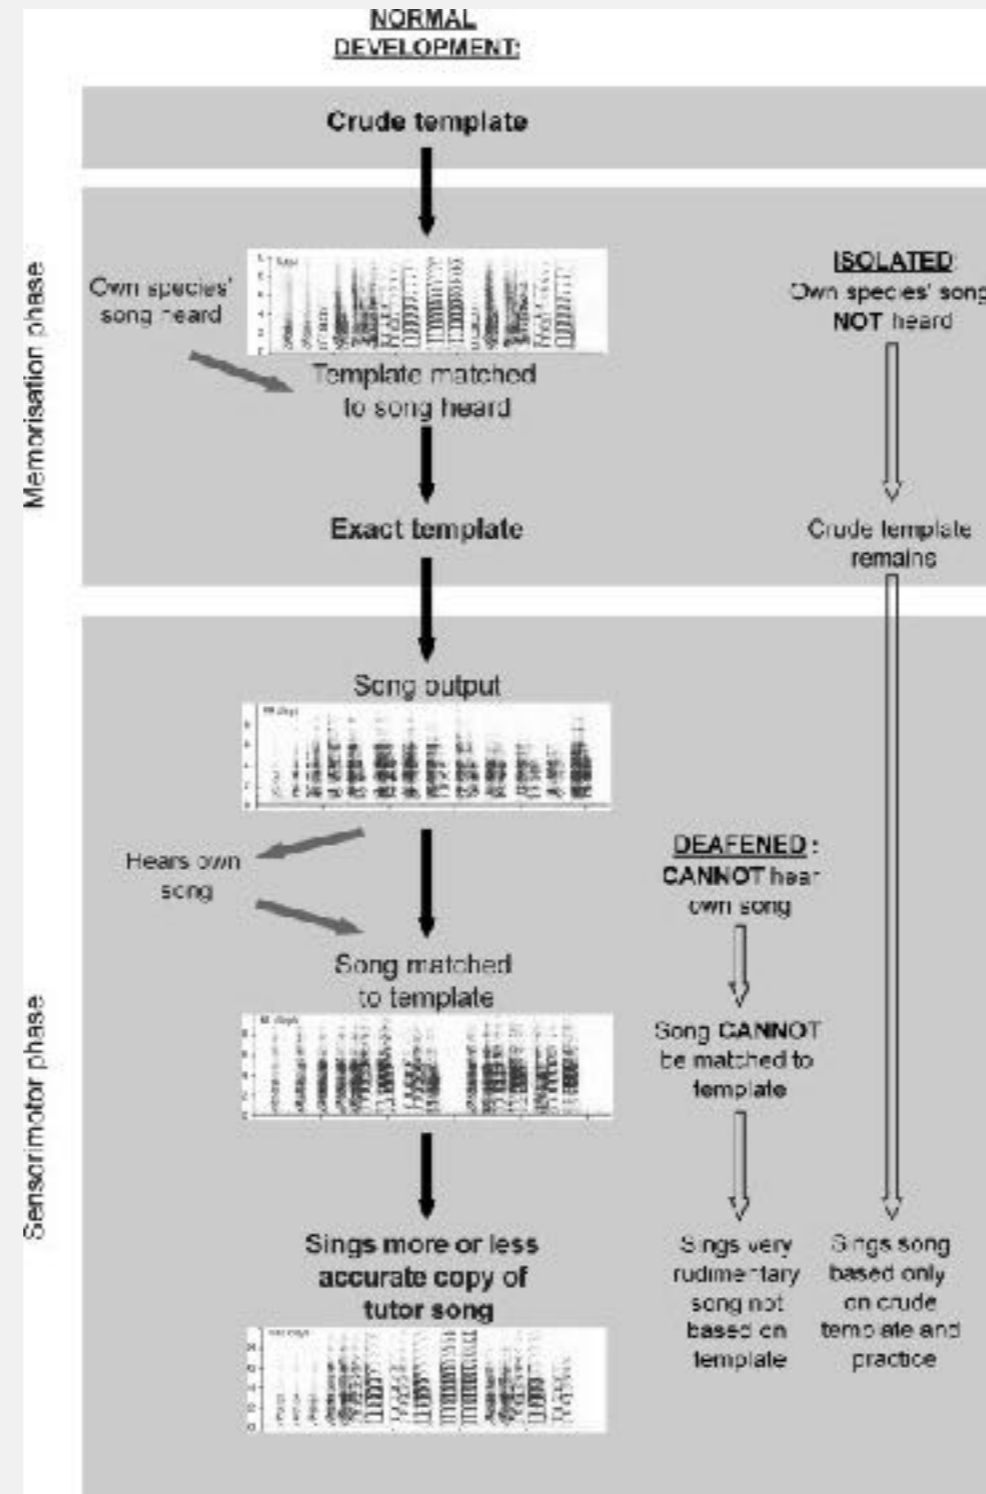 NORMAL
DEVELOPMENT:
Crude template
Memorisation phase
Own species'
song heard
Template matched
to song heard
Exact template
ISOLATED:
Own species' song
NOT heard
Crude template
remains
Sensorimotor phase
Song output
Hears own
song
Song matched
to template
Sings more or less
accurate copy of
tutor song
DEAFENED :
CANNOT hear
own song
Song CANNOT
be matched to
template
Sings very
rudimentary
song not
based on
template
Sings song
based only
on crude
template and
practice